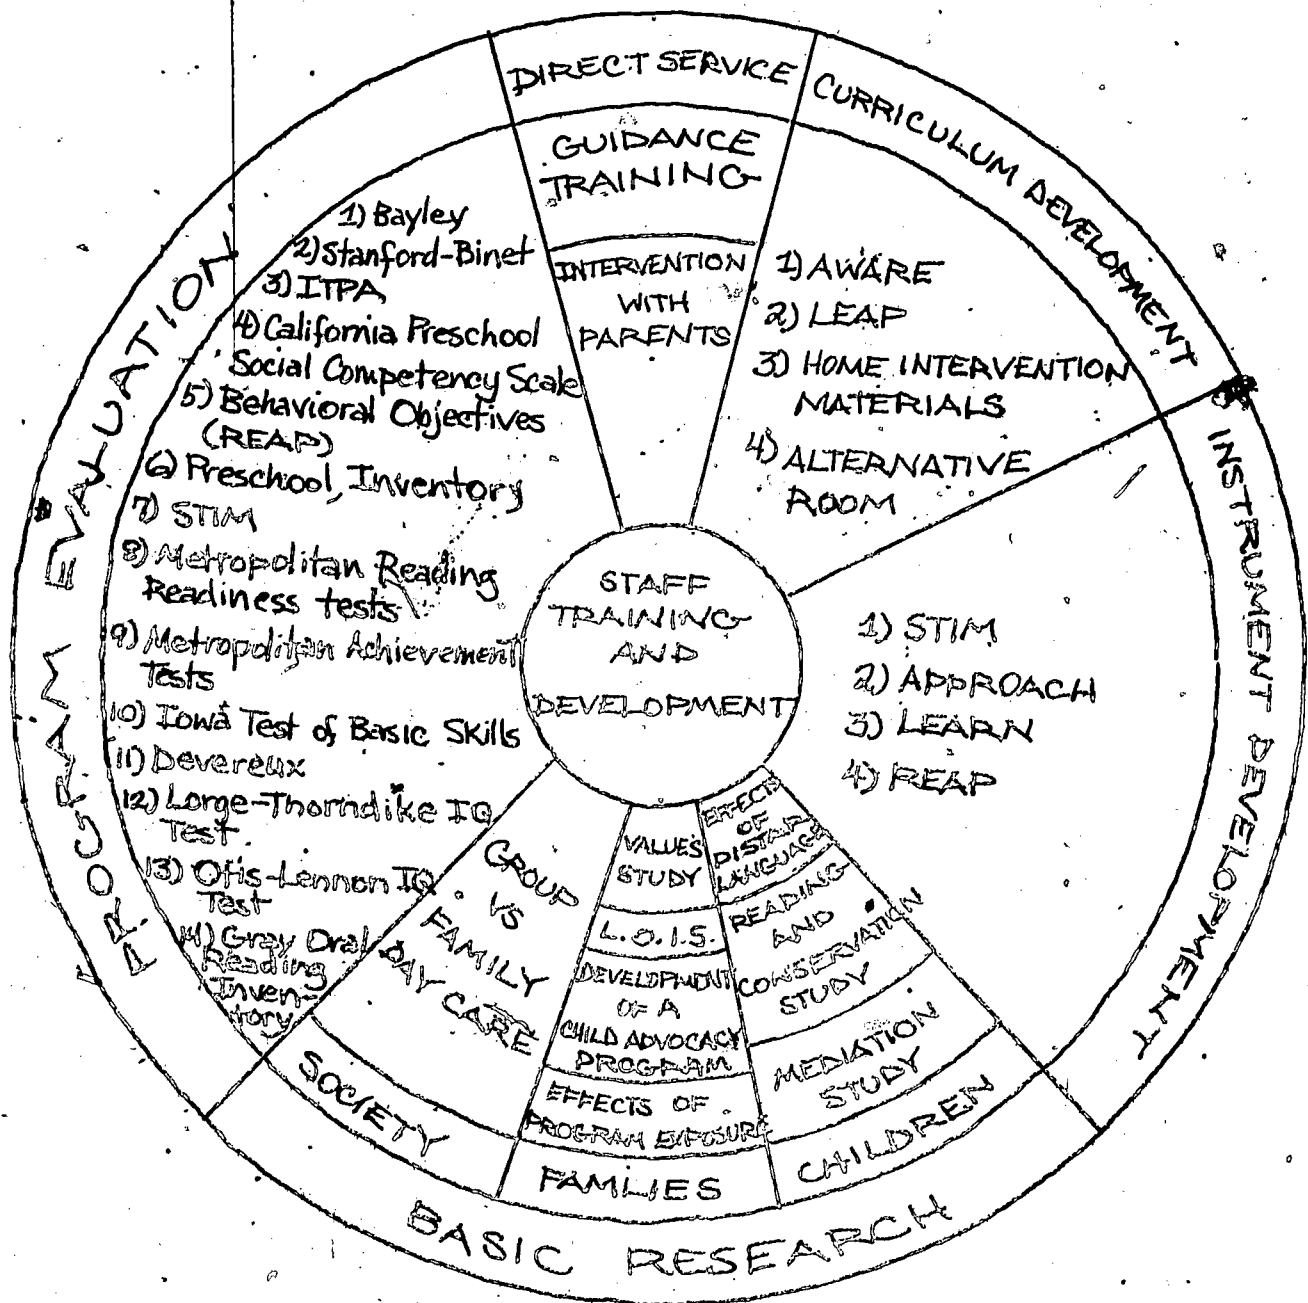 DIRECT SERVICE
GUIDANCE
TRAINING
INTERVENTION
WITH
PARENTS
CURRICULUM DEVELOPMENT
1) AWARE
2) LEAP
3) HOME INTERVENTION
MATERIALS
4) ALTERNATIVE
ROOM
INSTRUMENT DEVELOPMENT
1) STIM
2) APPROACH
3) LEARN
4) REAP
STAFF
TRAINING
AND
DEVELOPMENT
PROGRAM EVALUATION
1) Bayley
2) Stanford-Binet
3) ITPA
4) California Preschool
Social Competency Scale
5) Behavioral Objectives
(REAP)
6) Preschool Inventory
7) STIM
8) Metropolitan Reading
Readiness tests
9) Metropolitan Achievement
Tests
10) Iowa Test of Basic Skills
11) Devereux
12) Lorge-Thorndike IQ
Test
13) Otis-Lennon IQ
Test
14) Gray Oral
Reading
Inven-
tory
BASIC RESEARCH
SOCIETY
GROUP
VS
FAMILY
DAY CARE
FAMLIES
VALUES
STUDY
L.O.I.S.
DEVELOPMENT
OF A
CHILD ADVOCACY
PROGRAM
EFFECTS OF
PROGRAM EXPOSURE
CHILDREN
EFFECTS
OF
DISTAR
LANGUAGE
READING
AND
CONSERVATION
STUDY
MEDIATION
STUDY